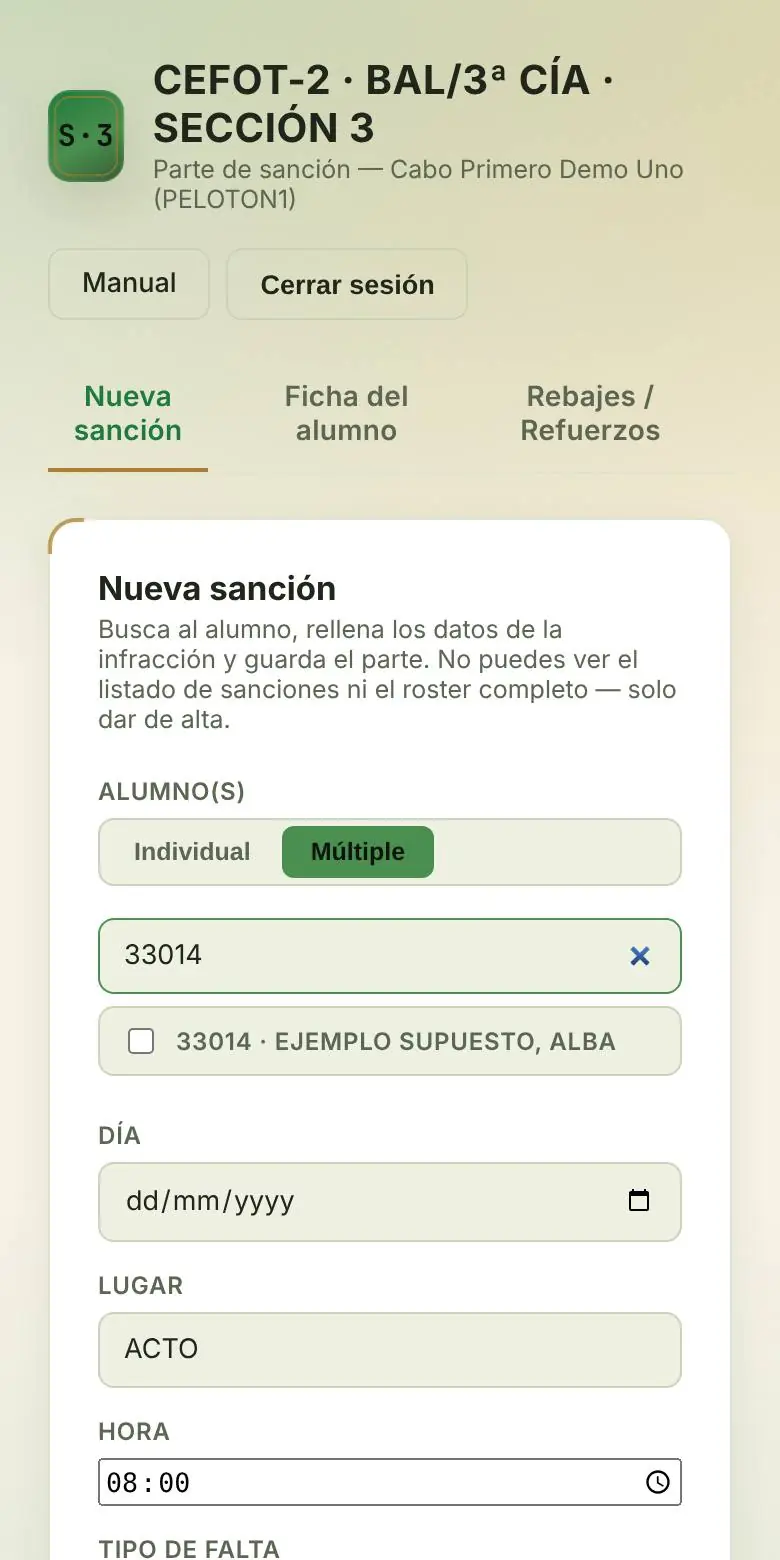 S·3
CEFOT-2 · BAL/3ª CÍA ·
SECCIÓN 3
Parte de sanción — Cabo Primero Demo Uno
(PELOTON1)
Manual
Cerrar sesión
Nueva
sanción
Ficha del
alumno
Rebajes /
Refuerzos
Nueva sanción
Busca al alumno, rellena los datos de la
infracción y guarda el parte. No puedes ver el
listado de sanciones ni el roster completo — solo
dar de alta.
ALUMNO(S)
Individual
Múltiple
33014
33014 · EJEMPLO SUPUESTO, ALBA
DÍA
dd/mm/yyyy
LUGAR
ACTO
HORA
08:00
TIPO DE FALTA